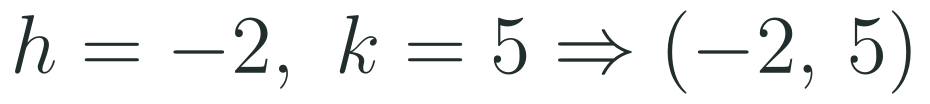 h = −2, k = 5 ⇒ (−2, 5)